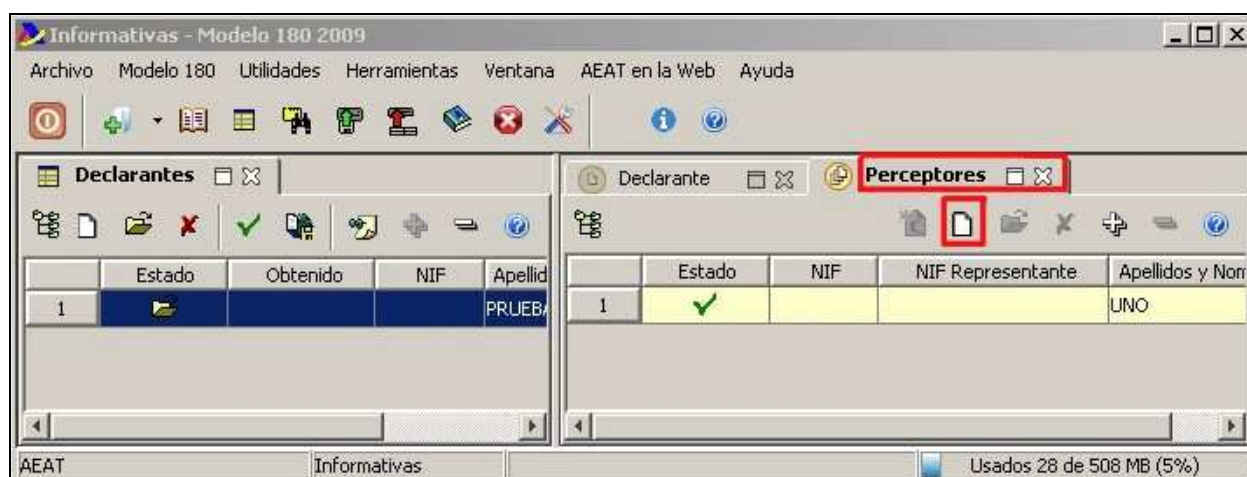 Informativas - Modelo 180 2009
Archivo Modelo 180 Utilidades Herramientas Ventana AEAT en la Web Ayuda
Declarantes
Declarante Perceptores
Estado Obtenido NIF Apellid
1 PRUEBA
Estado NIF NIF Representante Apellidos y Nom
1 UNO
AEAT Informativas Usados 28 de 508 MB (5%)